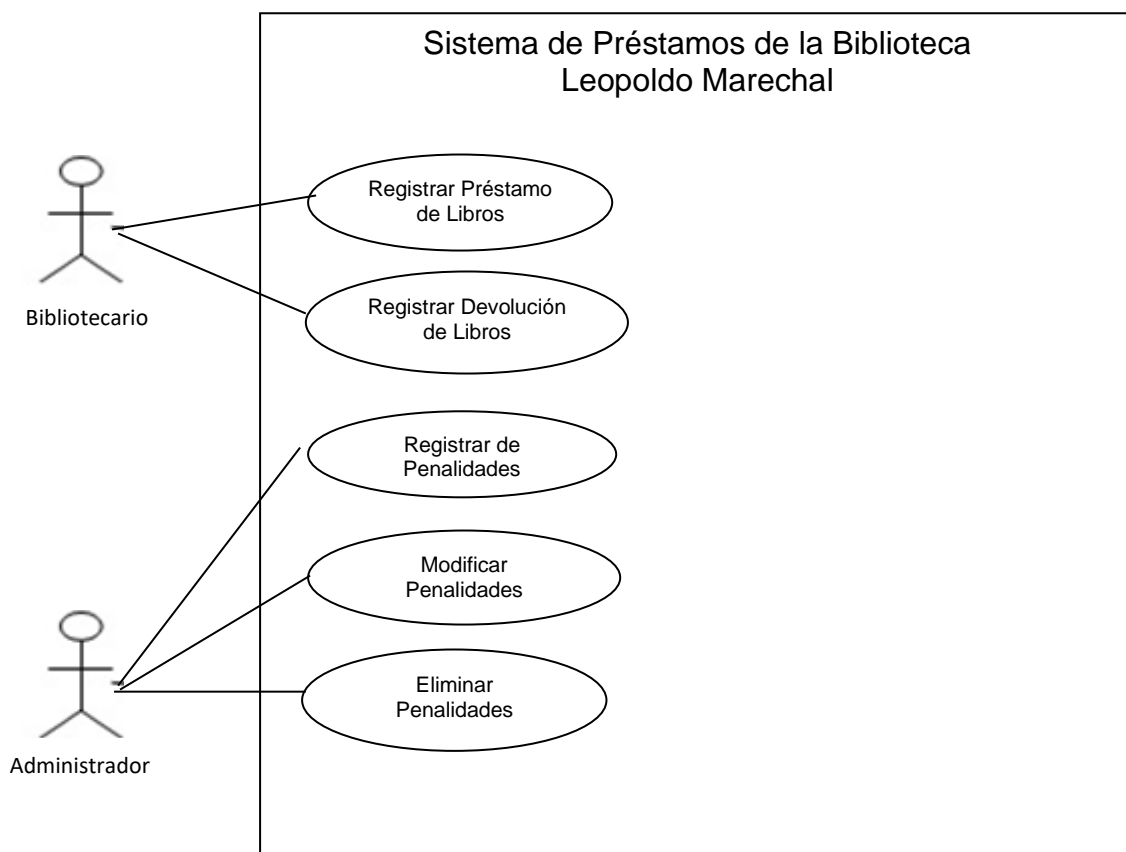 Sistema de Préstamos de la Biblioteca
Leopoldo Marechal
Registrar Préstamo
de Libros
Bibliotecario
Registrar Devolución
de Libros
Registrar de
Penalidades
Modificar
Penalidades
Eliminar
Penalidades
Administrador